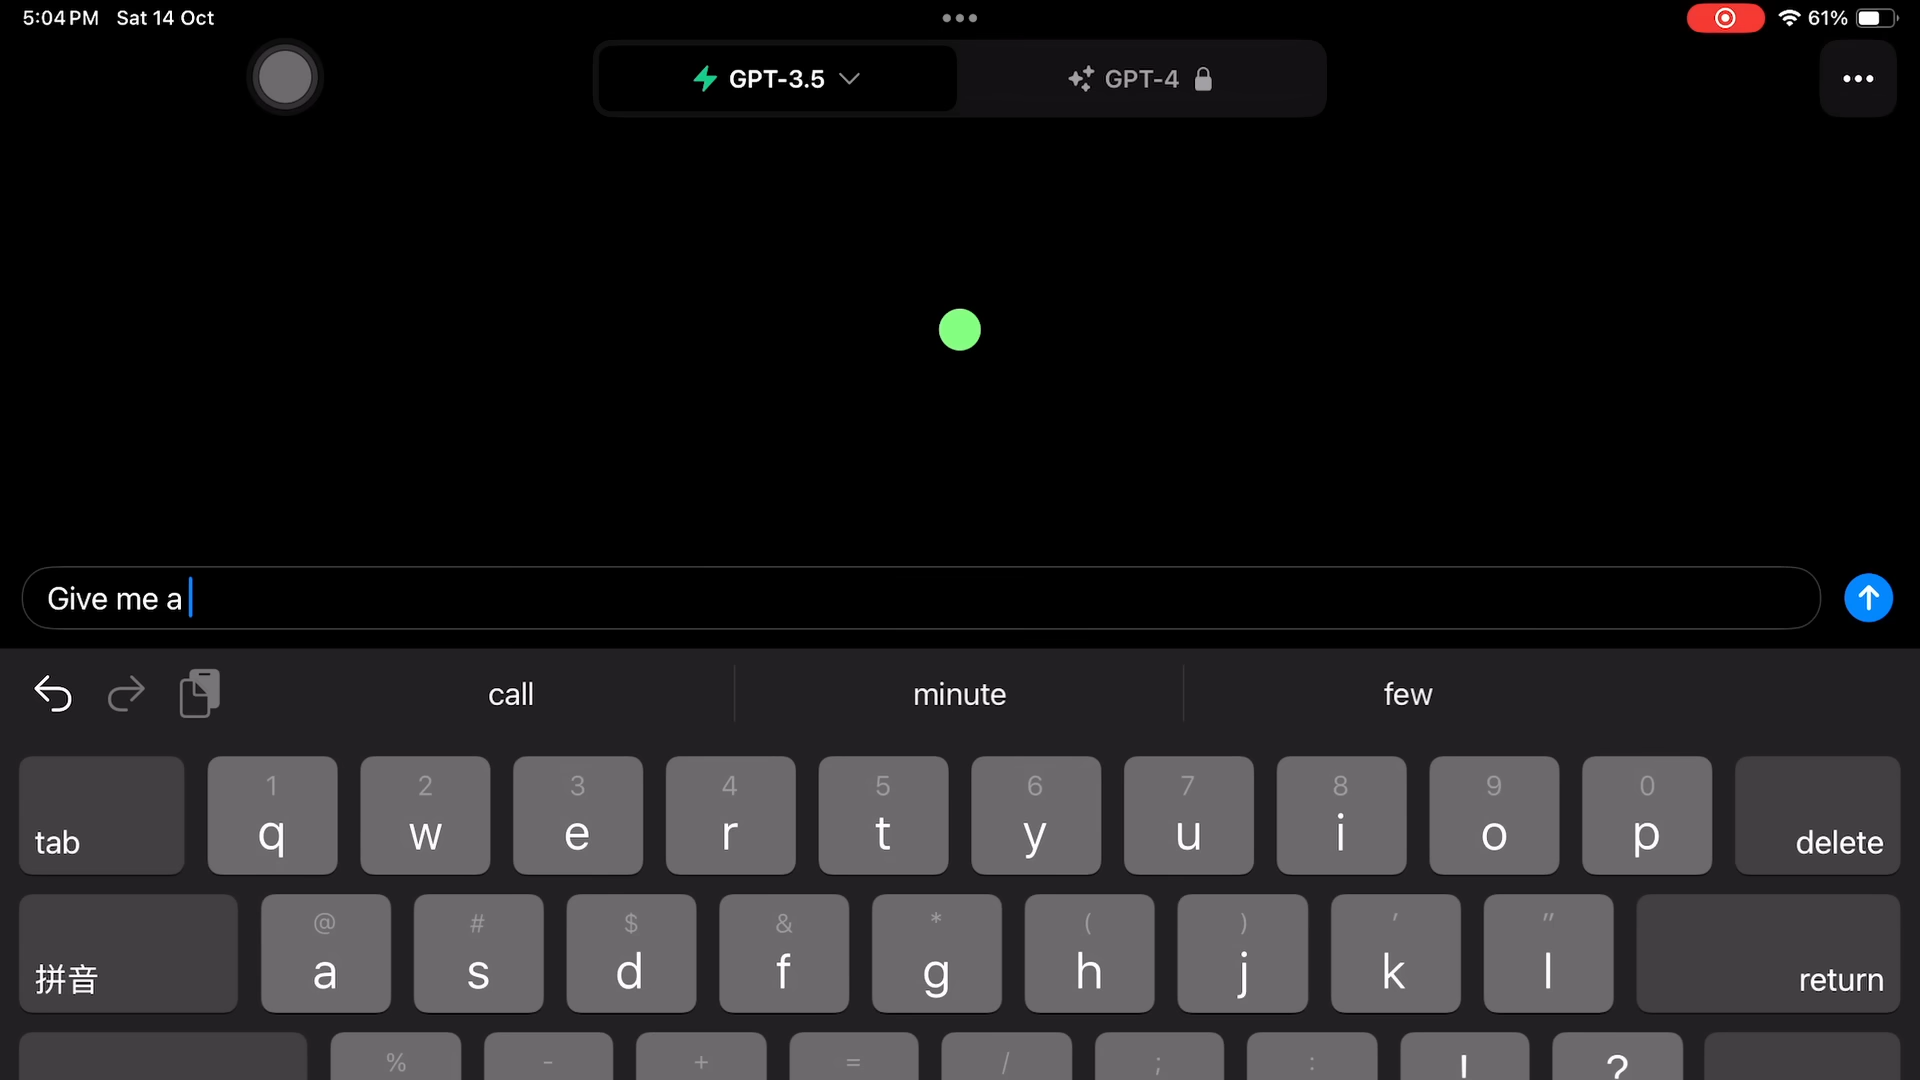 5:04 PM Sat 14 Oct
61%
GPT-3.5
GPT-4
Give me a
call
minute
few
tab
1 2 3 4 5 6 7 8 9 0
q w e r t y u i o p
delete
拼音
@ # $ & * ( ) ' "
a s d f g h j k l
return
% - + = / ; : ! ?